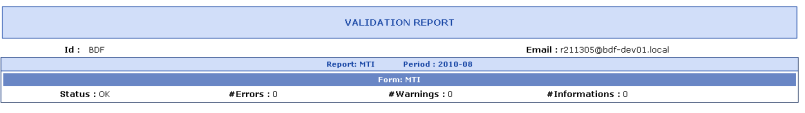 VALIDATION REPORT
Id : BDF Email : r211305@bdf-dev01.local
Report: MTI Period : 2010-08
Form: MTI
Status : OK #Errors : 0 #Warnings : 0 #Informations : 0